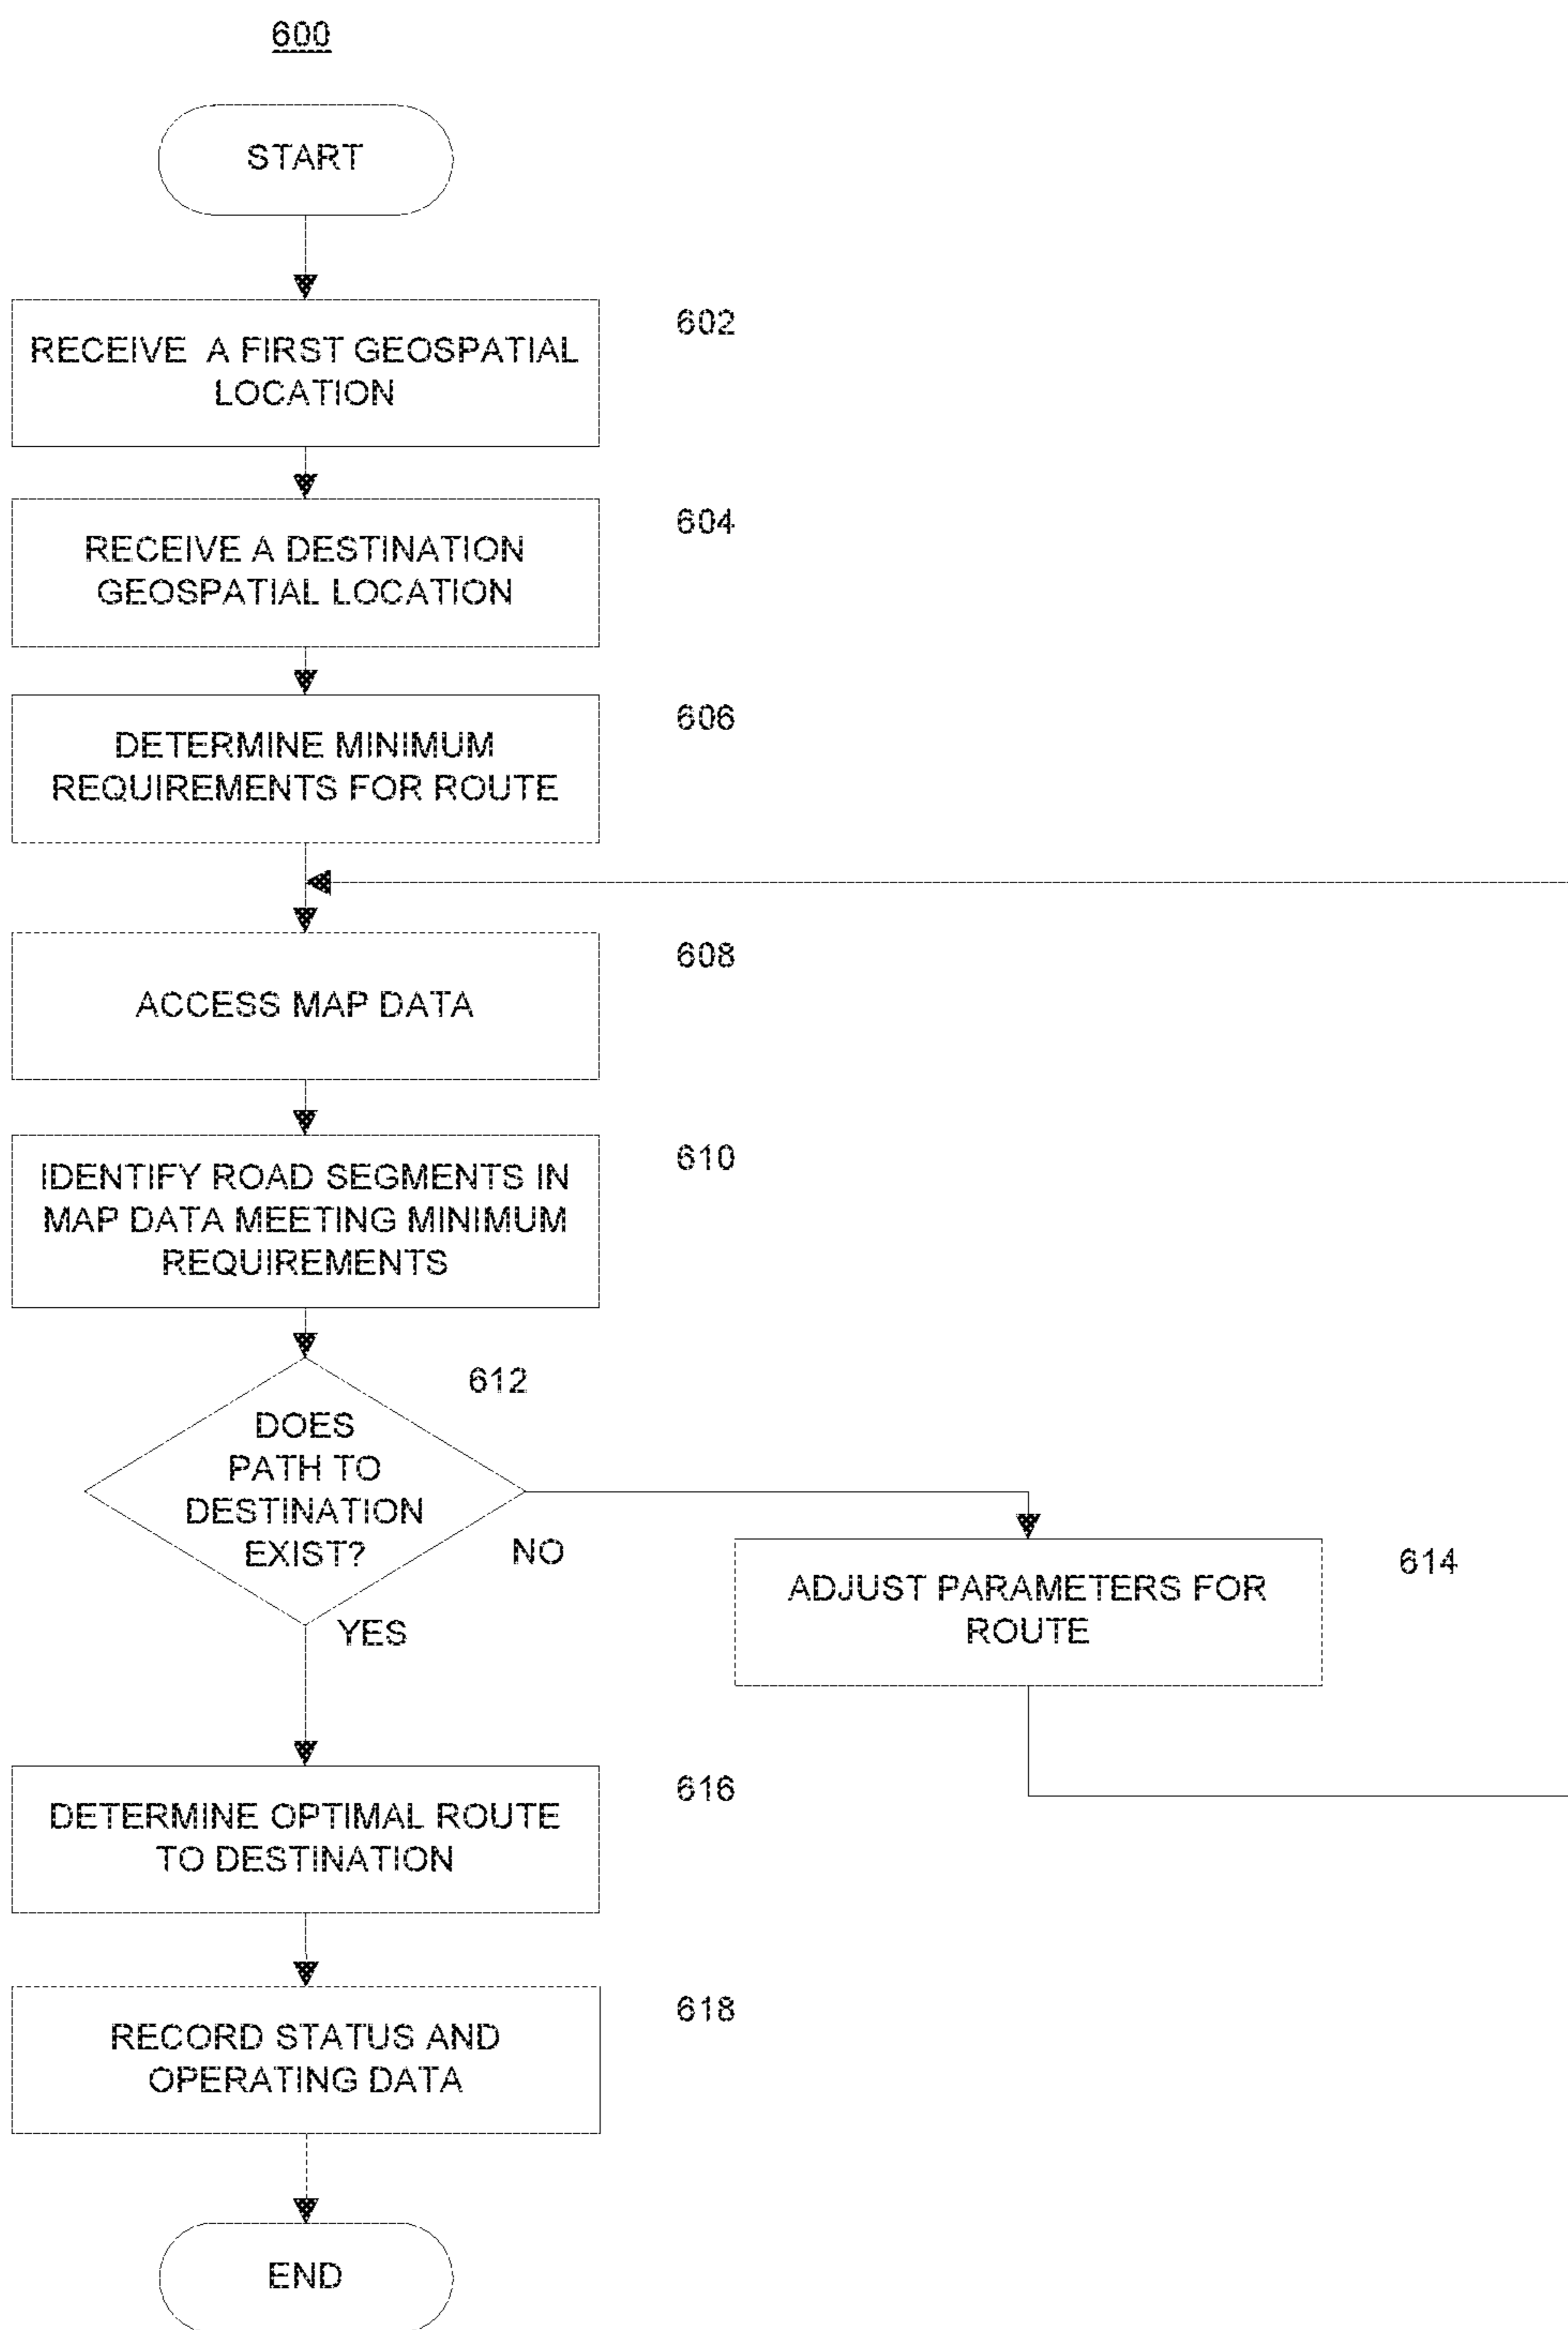 600
START
RECEIVE A FIRST GEOSPATIAL
LOCATION
602
RECEIVE A DESTINATION
GEOSPATIAL LOCATION
604
DETERMINE MINIMUM
REQUIREMENTS FOR ROUTE
606
ACCESS MAP DATA
608
IDENTIFY ROAD SEGMENTS IN
MAP DATA MEETING MINIMUM
REQUIREMENTS
610
DOES
PATH TO
DESTINATION
EXIST?
612
NO
YES
ADJUST PARAMETERS FOR
ROUTE
614
DETERMINE OPTIMAL ROUTE
TO DESTINATION
616
RECORD STATUS AND
OPERATING DATA
618
END